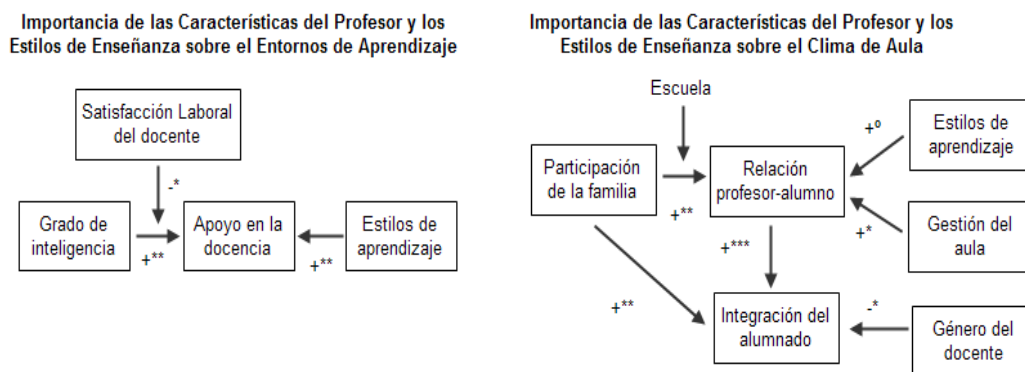 Importancia de las Características del Profesor y los
Estilos de Enseñanza sobre el Entornos de Aprendizaje
Satisfacción Laboral
del docente
-*
Grado de
inteligencia
+**
Apoyo en la
docencia
+**
Estilos de
aprendizaje
Importancia de las Características del Profesor y los
Estilos de Enseñanza sobre el Clima de Aula
Escuela
Participación
de la familia
+**
Relación
profesor-alumno
+º
Estilos de
aprendizaje
+*
Gestión del
aula
+***
+**
Integración del
alumnado
-*
Género del
docente